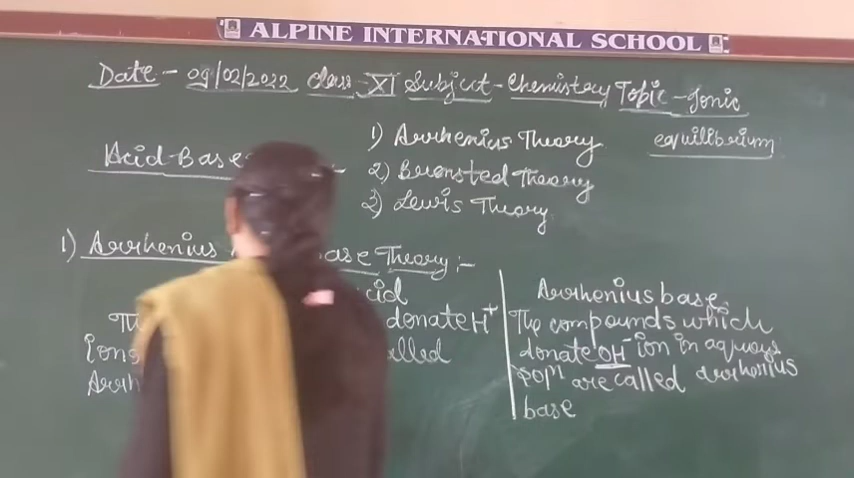 ALPINE INTERNATIONAL SCHOOL
Date - 09/02/2022 Class - XI Subject - Chemistry Topic - Ionic
equilibrium
Acid-Base :-
1) Arrhenius Theory
2) Bronsted Theory
3) Lewis Theory
1) Arrhenius ase Theory :-
cid
donate H+
ions lled
Arrh
Arrhenius base
The compounds which
donate OH- ion in aquous
solⁿ are called arrhenius
base